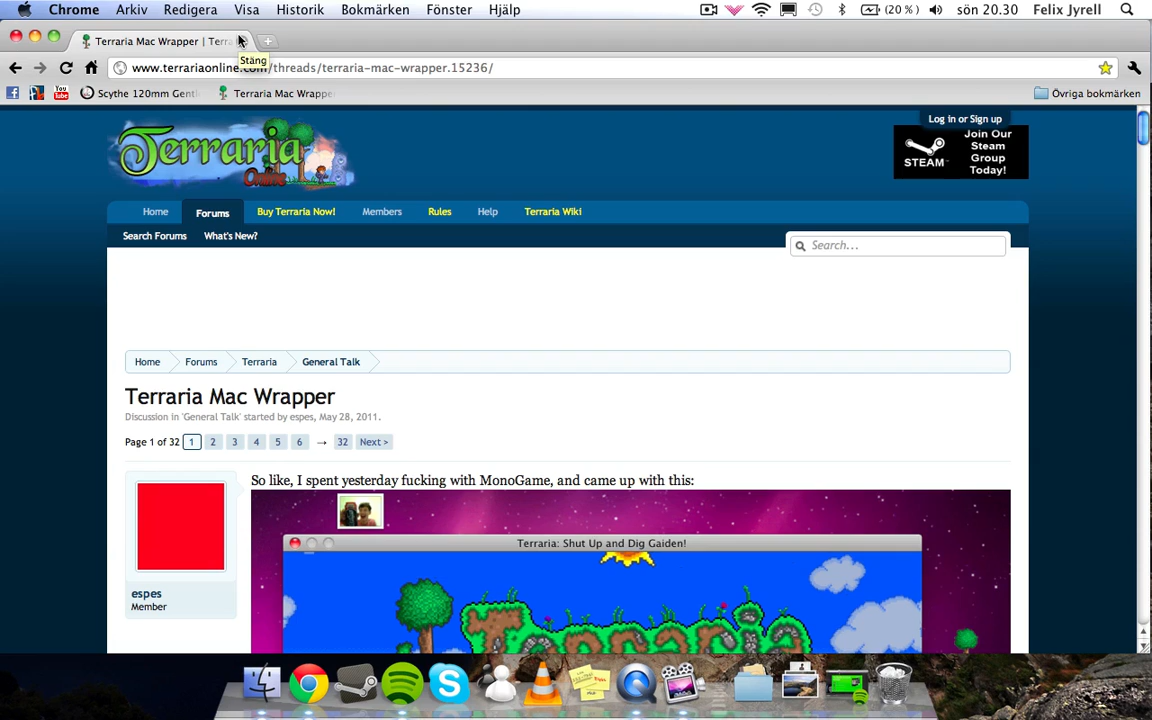 Chrome Arkiv Redigera Visa Historik Bokmärken Fönster Hjälp (20 %) sön 20.30 Felix Jyrell
Terraria Mac Wrapper | Terra
Stäng
www.terrariaonline.com/threads/terraria-mac-wrapper.15236/
Scythe 120mm Gentl Terraria Mac Wrappe Övriga bokmärken
Log in or Sign up
Terraria
Online
STEAM
Join Our
Steam
Group
Today!
Home Forums Buy Terraria Now! Members Rules Help Terraria Wiki
Search Forums What's New?
Search...
Home Forums Terraria General Talk
Terraria Mac Wrapper
Discussion in 'General Talk' started by espes, May 28, 2011.
Page 1 of 32 1 2 3 4 5 6 → 32 Next >
So like, I spent yesterday fucking with MonoGame, and came up with this:
Terraria: Shut Up and Dig Gaiden!
Terraria
espes
Member